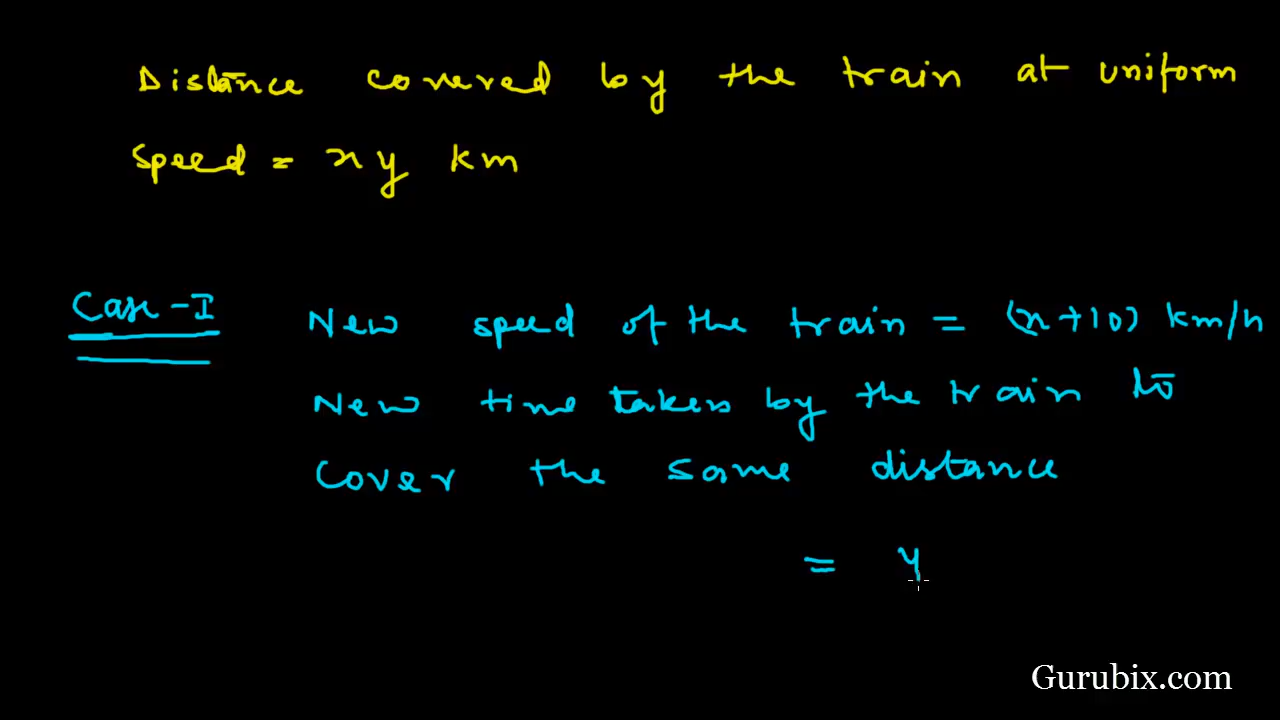 Distance covered by the train at uniform
speed = xy km
Case-I
New speed of the train = (x+10) km/h
New time taken by the train to
cover the same distance
= y
Gurubix.com